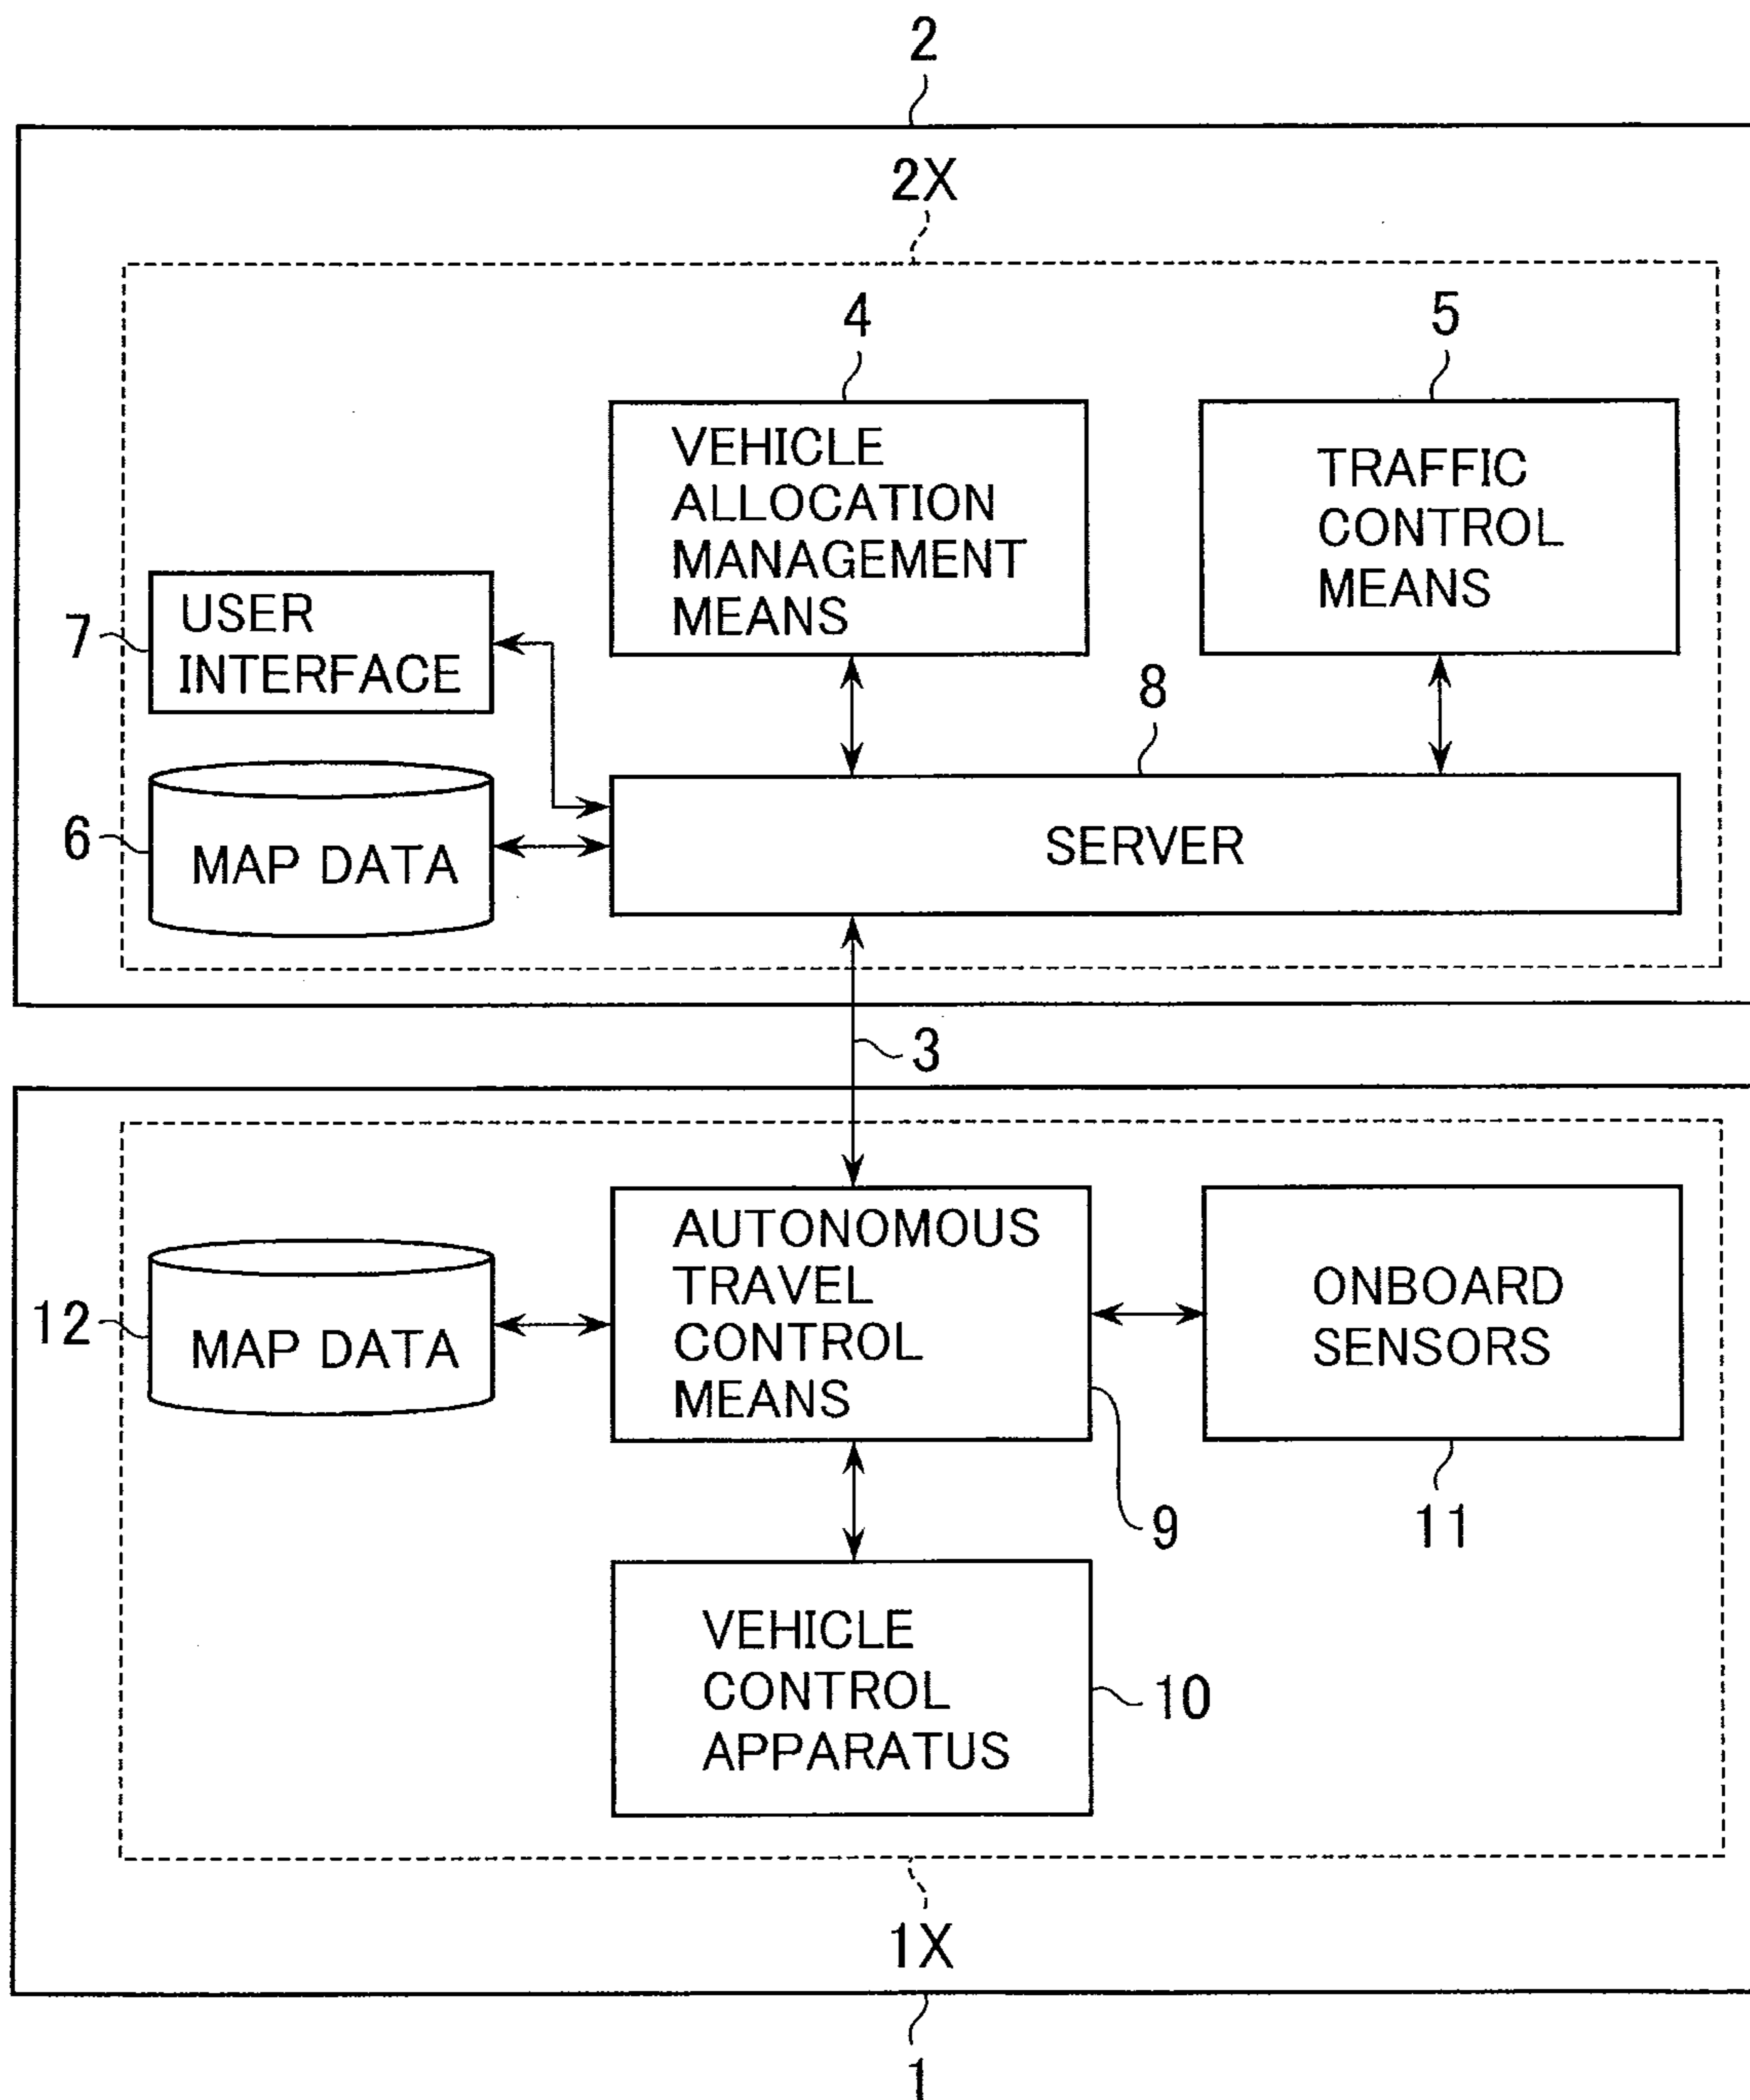 2
2X
4
5
VEHICLE
ALLOCATION
MANAGEMENT
MEANS
TRAFFIC
CONTROL
MEANS
7
USER
INTERFACE
8
6
MAP DATA
SERVER
3
12
MAP DATA
AUTONOMOUS
TRAVEL
CONTROL
MEANS
ONBOARD
SENSORS
9
11
VEHICLE
CONTROL
APPARATUS
10
1X
1